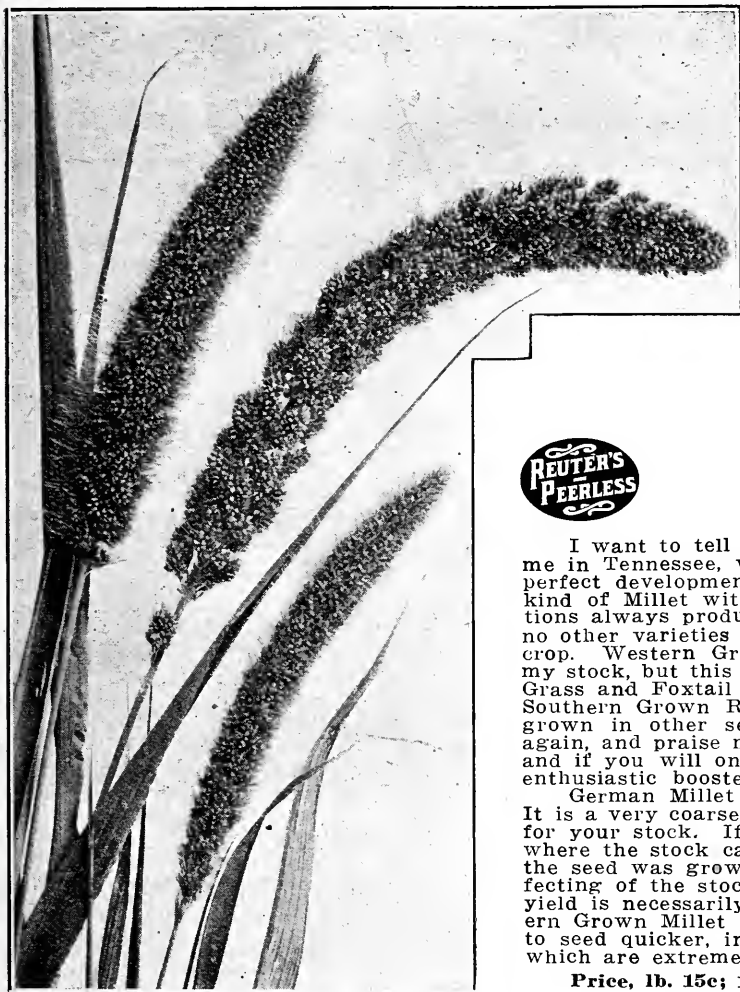 REUTER'S
PEERLESS
I want to tell
me in Tennessee,
perfect developmen
kind of Millet wit
tions always produ
no other varieties
crop. Western Gr
my stock, but this
Grass and Foxtail
Southern Grown R
grown in other se
again, and praise
and if you will on
enthusiastic booste
German Millet
It is a very coarse
for your stock. If
where the stock ca
the seed was grow
fecting of the stoc
yield is necessarily
ern Grown Millet
to seed quicker, in
which are extreme
Price, lb. 15c;